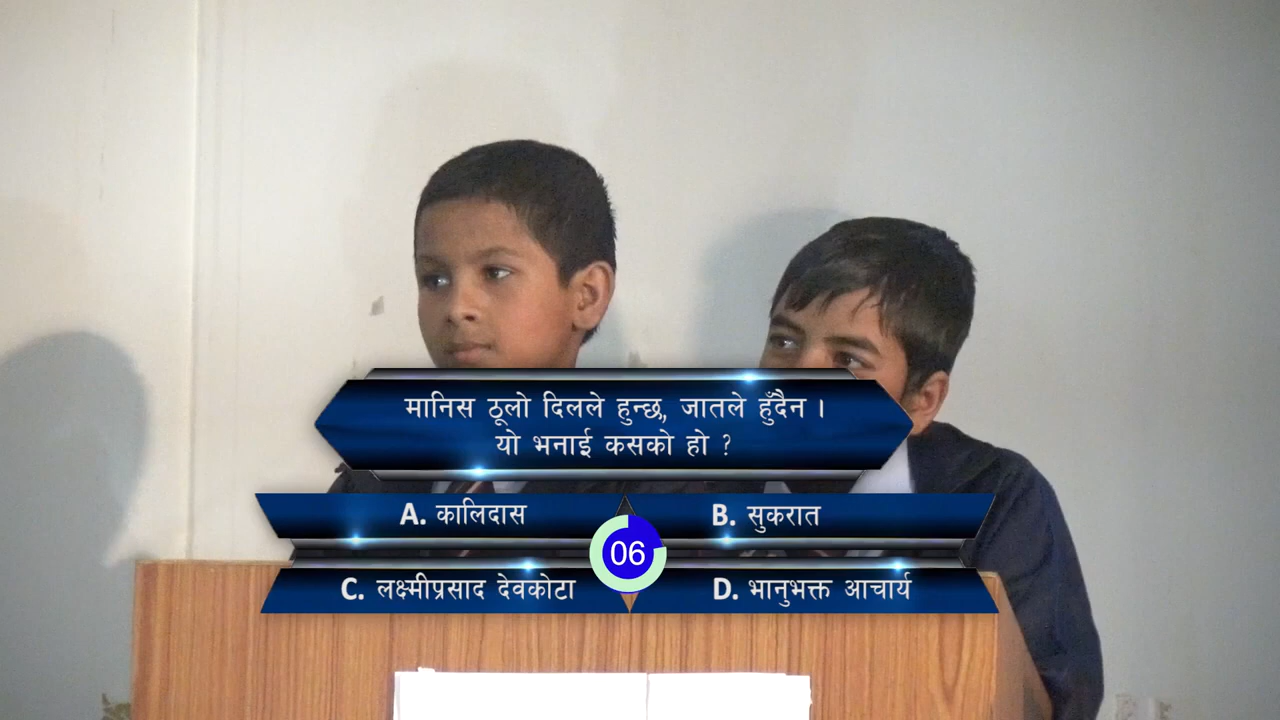 मानिस ठूलो दिलले हुन्छ, जातले हुँदैन ।
यो भनाई कसको हो ?
A. कालिदास
B. सुकरात
06
C. लक्ष्मीप्रसाद देवकोटा
D. भानुभक्त आचार्य